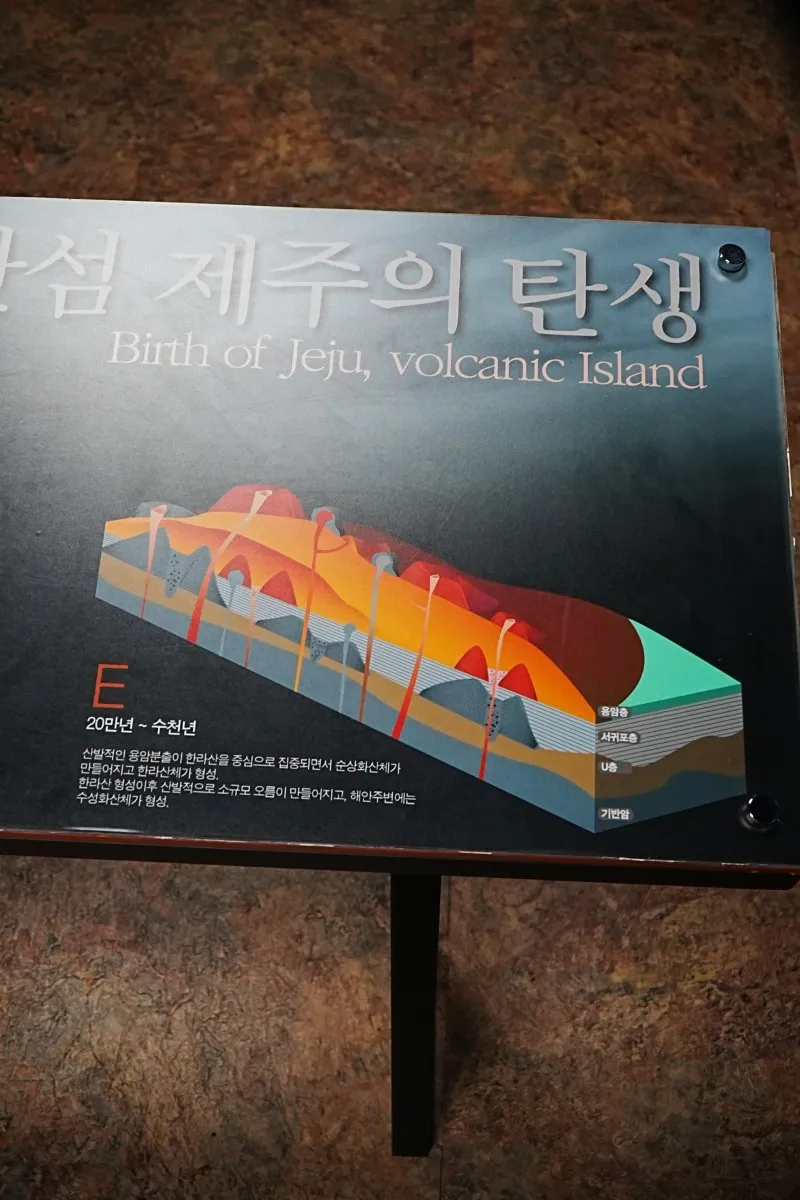 섬 제주의 탄생
Birth of Jeju, volcanic Island
E
20만년 ~ 수천년
산발적인 용암분출이 한라산을 중심으로 집중되면서 순상화산체가
만들어지고 한라산체가 형성.
한라산 형성이후 산발적으로 소규모 오름이 만들어지고, 해안주변에는
수성화산체가 형성.
용암층
서귀포층
U층
기반암